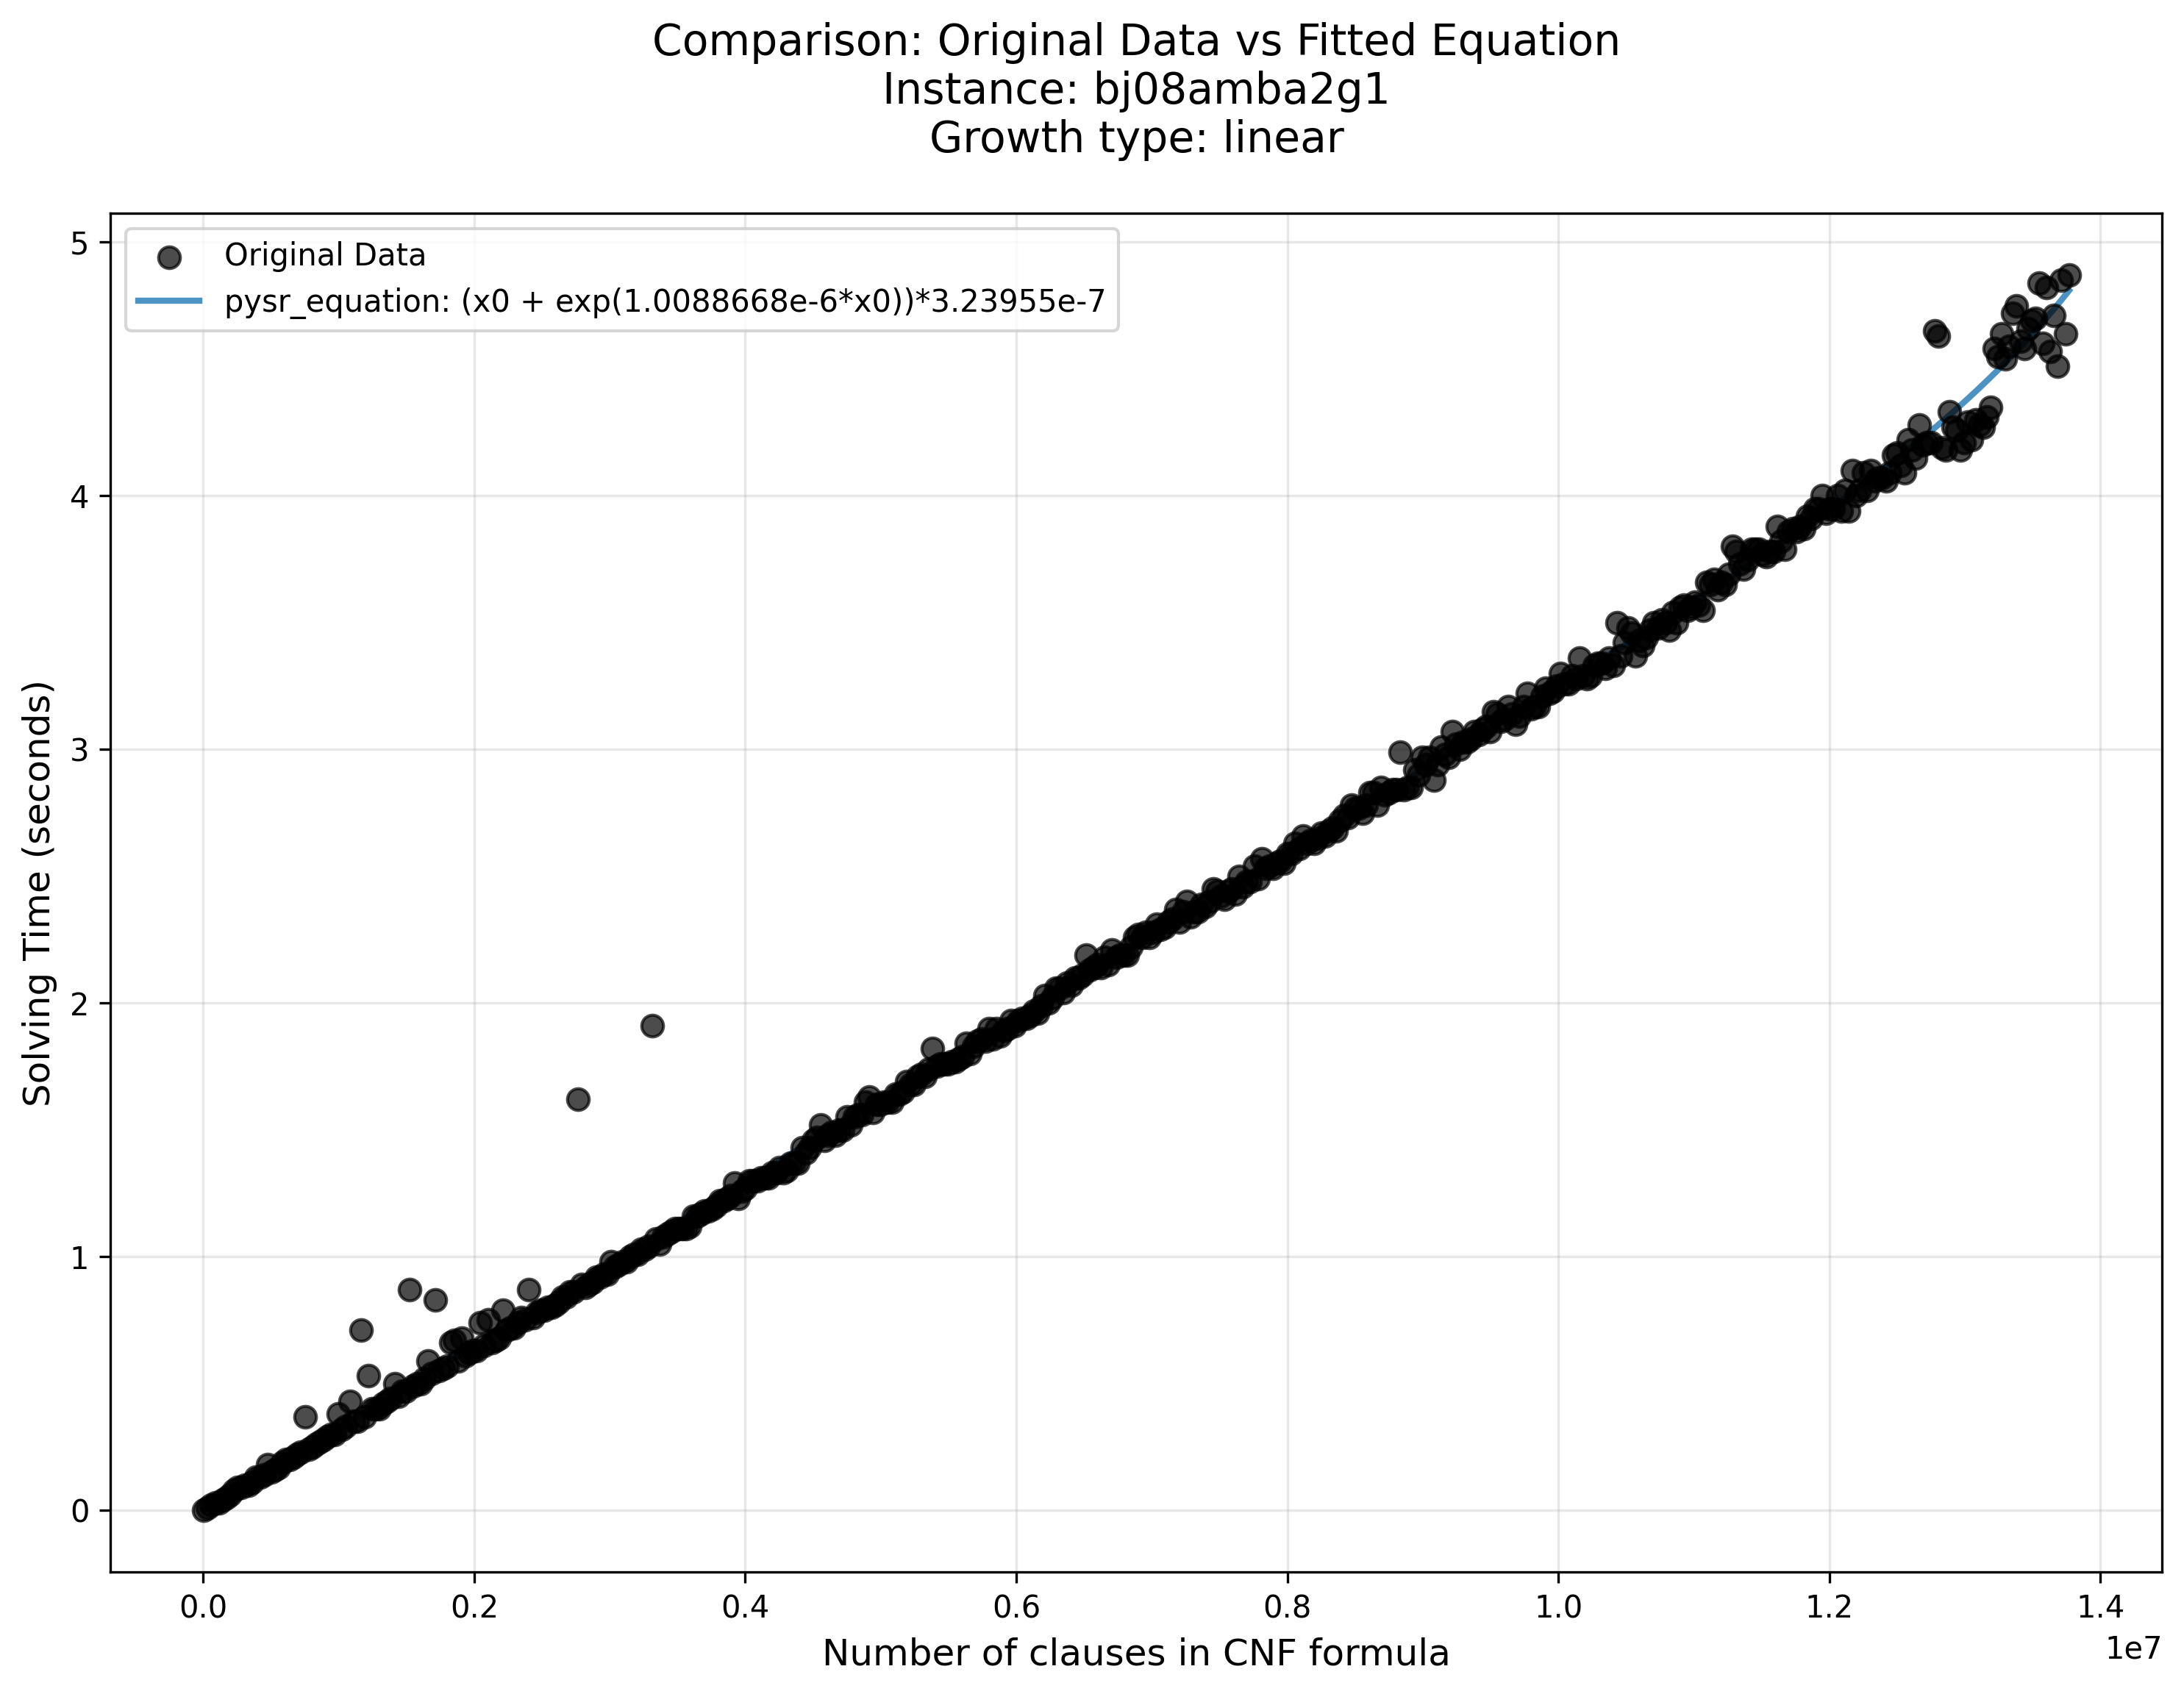 Comparison: Original Data vs Fitted Equation
Instance: bj08amba2g1
Growth type: linear
Original Data
pysr_equation: (x0 + exp(1.0088668e-6*x0))*3.23955e-7
5
4
3
2
1
0
Solving Time (seconds)
0.0 0.2 0.4 0.6 0.8 1.0 1.2 1.4
1e7
Number of clauses in CNF formula